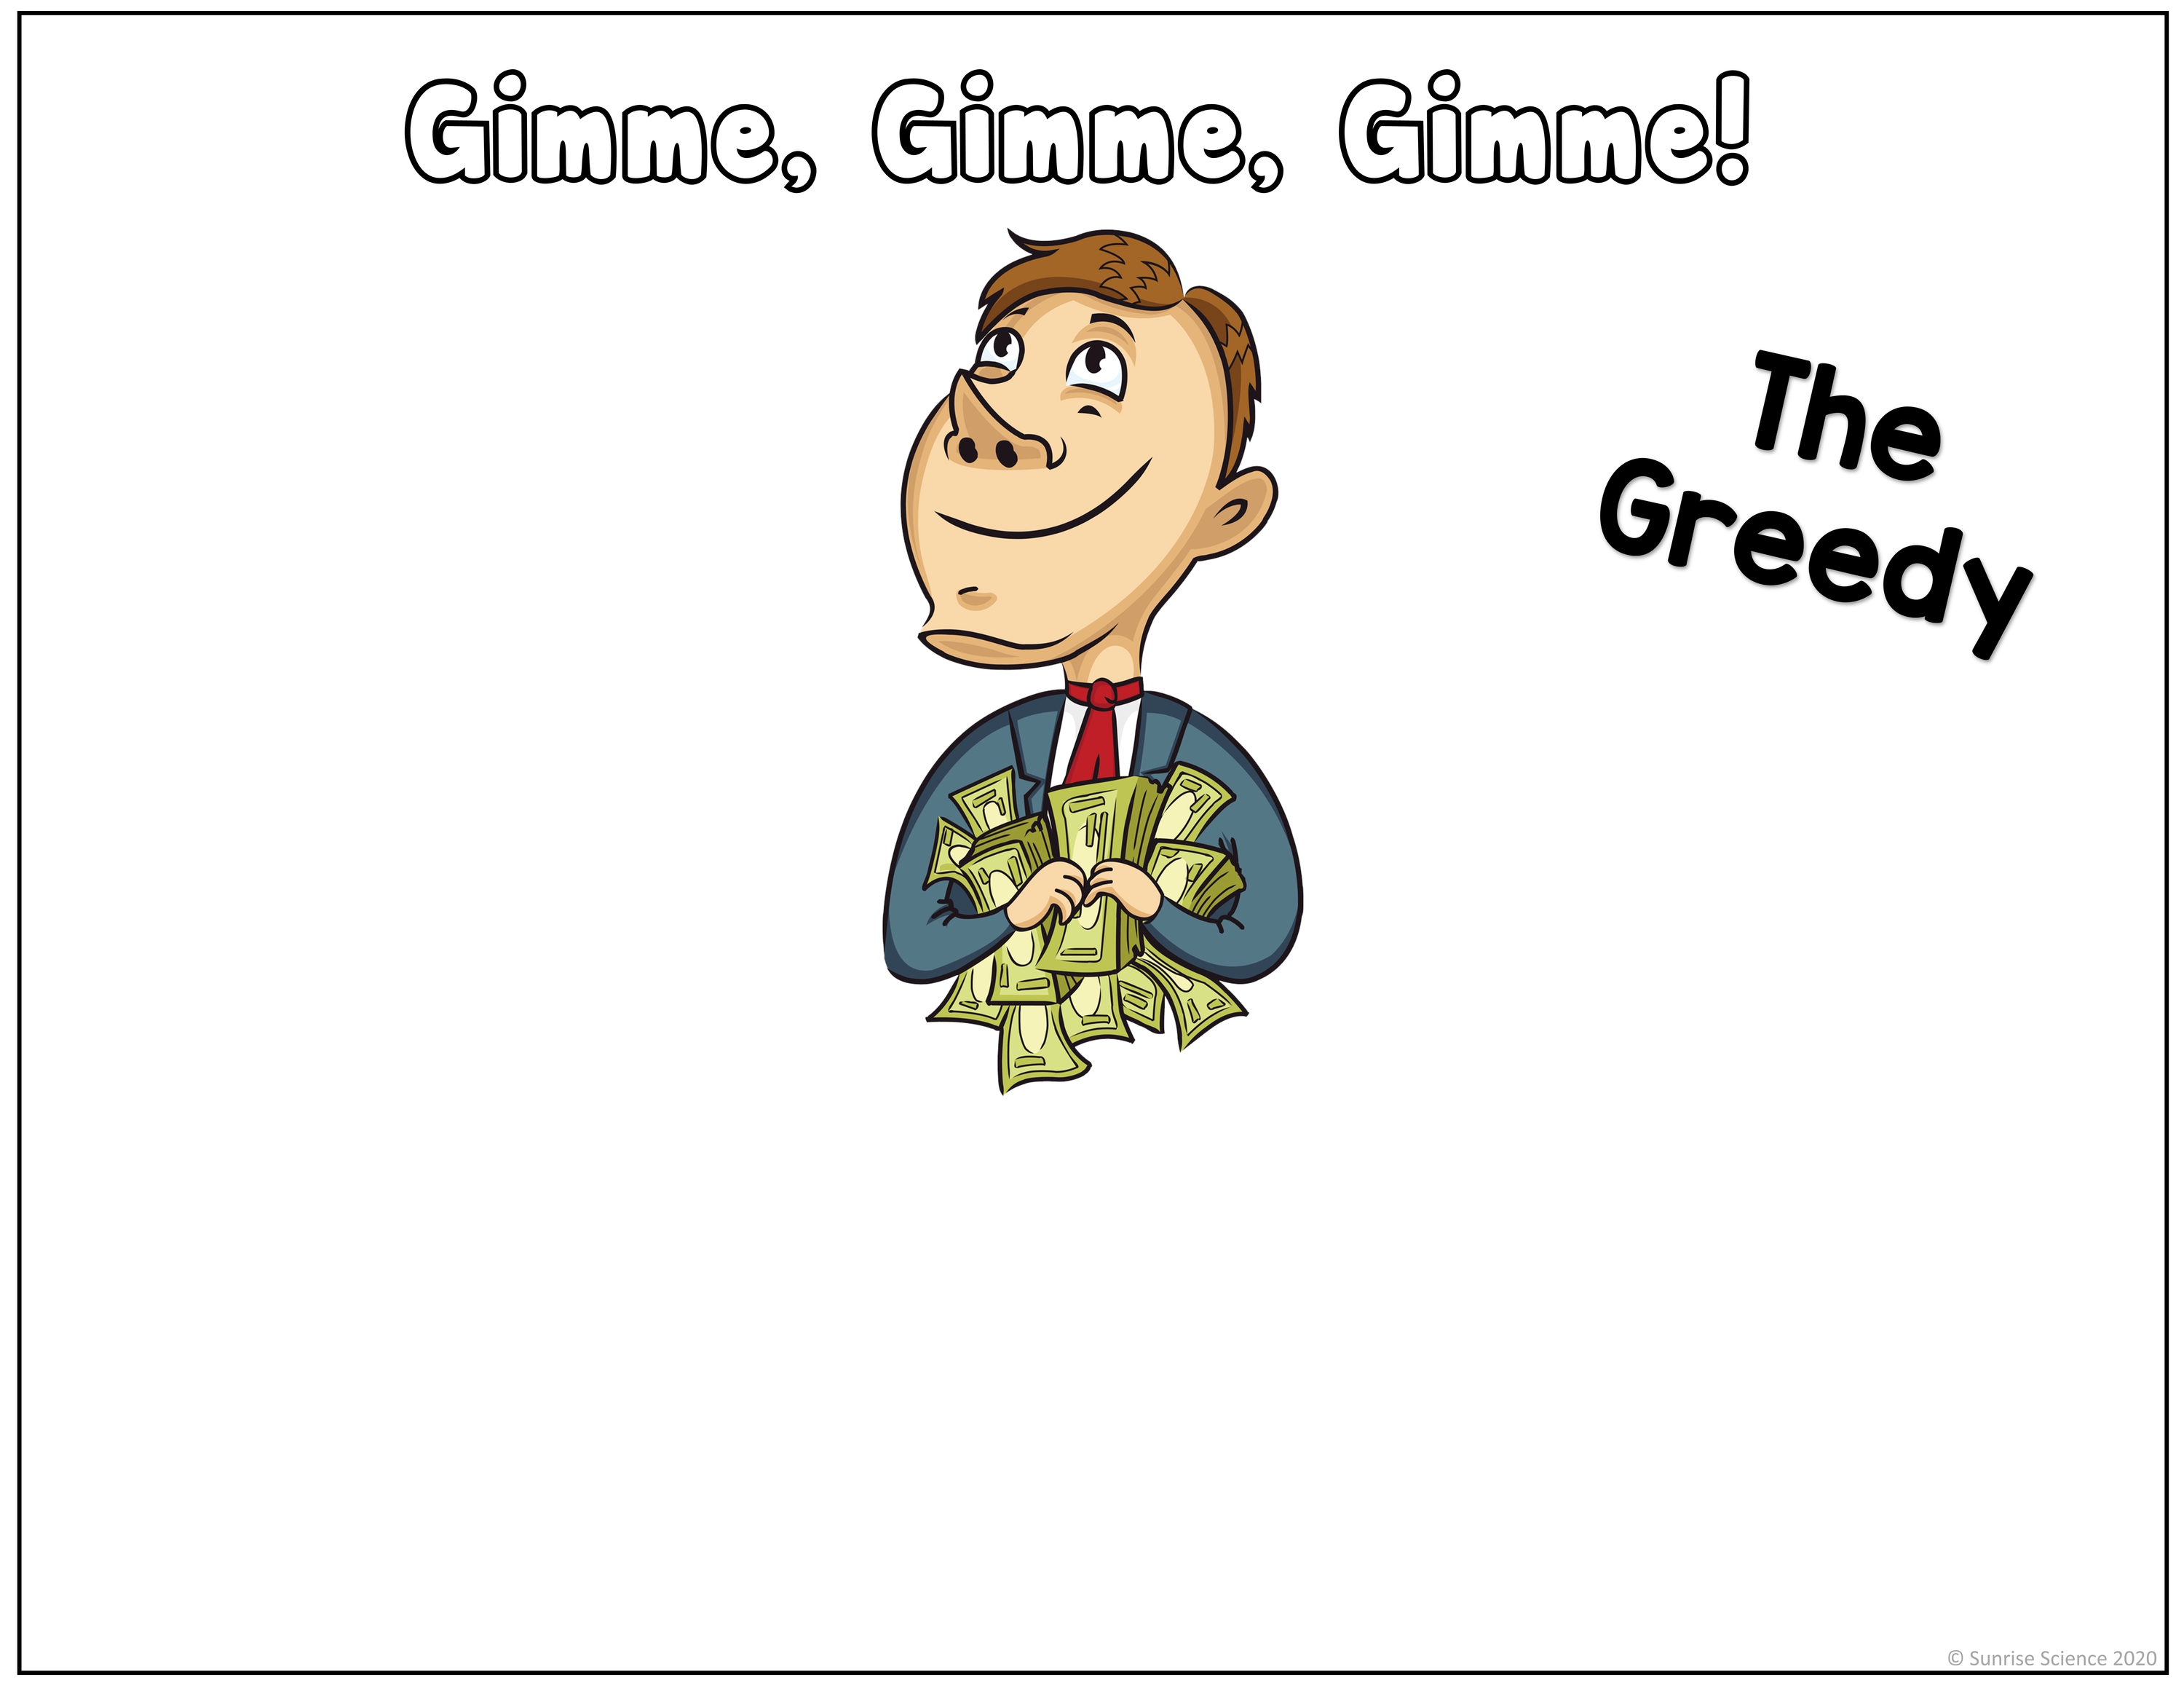 Gimme, Gimme, Gimme!
The
Greedy
© Sunrise Science 2020